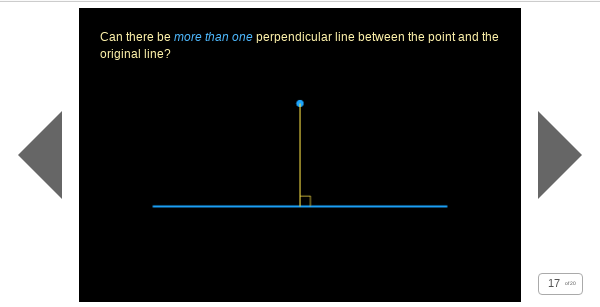 Can there be more than one perpendicular line between the point and the
original line?
17 of 20